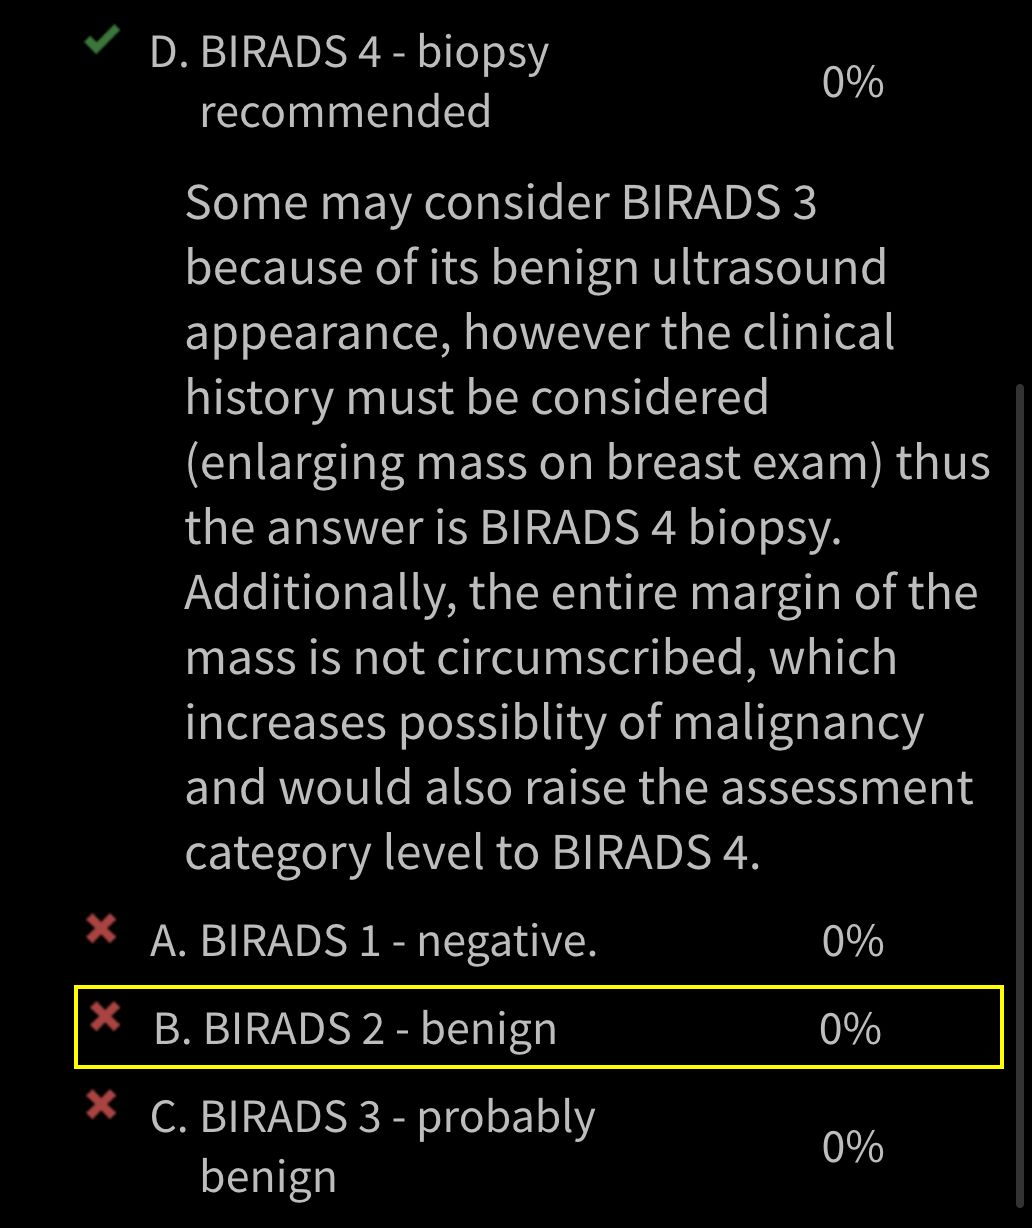 D. BIRADS 4 - biopsy
recommended
0%
Some may consider BIRADS 3
because of its benign ultrasound
appearance, however the clinical
history must be considered
(enlarging mass on breast exam) thus
the answer is BIRADS 4 biopsy.
Additionally, the entire margin of the
mass is not circumscribed, which
increases possiblity of malignancy
and would also raise the assessment
category level to BIRADS 4.
A. BIRADS 1 - negative. 0%
B. BIRADS 2 - benign 0%
C. BIRADS 3 - probably
benign
0%